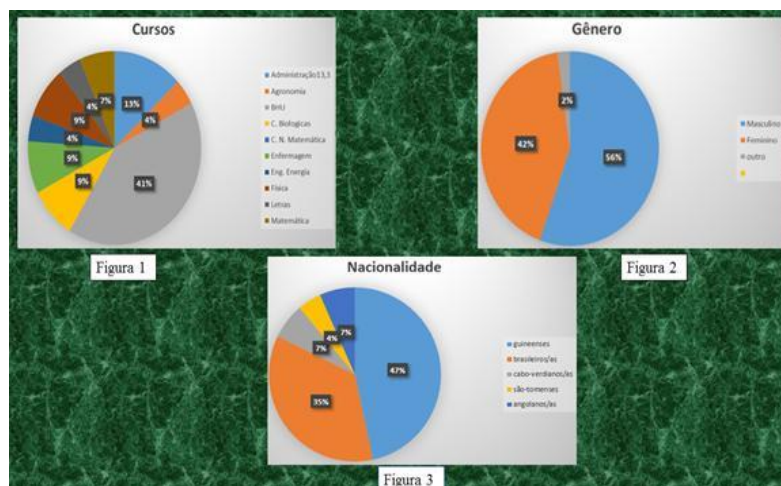 Cursos
13%
4%
41%
9%
9%
4%
9%
4%
7%
Administração13,3
Agronomia
BHU
C. Biologicas
C. N. Matemática
Enfermagem
Eng. Energia
Física
Letras
Matemática
Figura 1
Gênero
2%
42%
56%
Masculino
Feminino
outro
Figura 2
Nacionalidade
7%
4%
7%
47%
35%
guineenses
brasileiros/as
cabo-verdianos/as
são-tomenses
angolanos/as
Figura 3